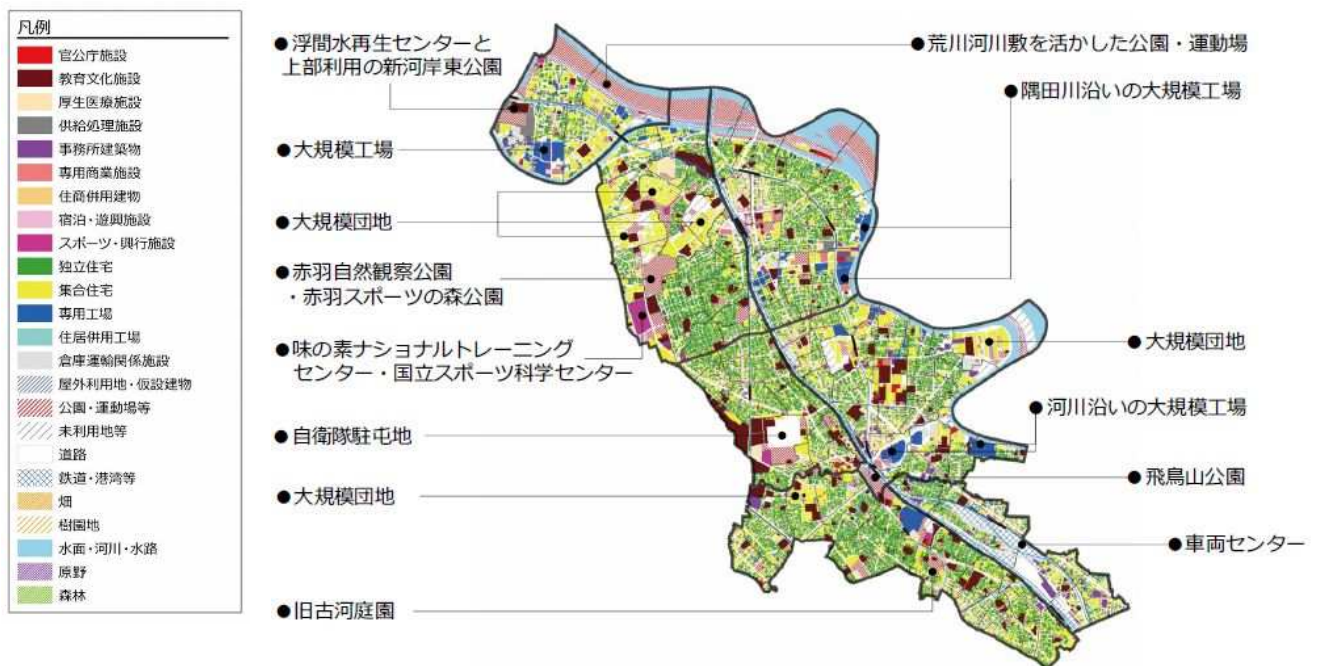 凡例
官公庁施設
教育文化施設
厚生医療施設
供給処理施設
事務所建築物
専用商業施設
住商併用建物
宿泊・遊興施設
スポーツ・興行施設
独立住宅
集合住宅
専用工場
住居併用工場
倉庫運輸関係施設
屋外利用地・仮設建物
公園・運動場等
未利用地等
道路
鉄道・港湾等
畑
樹園地
水面・河川・水路
原野
森林
●浮間水再生センターと
上部利用の新河岸東公園
●大規模工場
●大規模団地
●赤羽自然観察公園
・赤羽スポーツの森公園
●味の素ナショナルトレーニング
センター・国立スポーツ科学センター
●自衛隊駐屯地
●大規模団地
●旧古河庭園
●荒川河川敷を活かした公園・運動場
●隅田川沿いの大規模工場
●大規模団地
●河川沿いの大規模工場
●飛鳥山公園
●車両センター